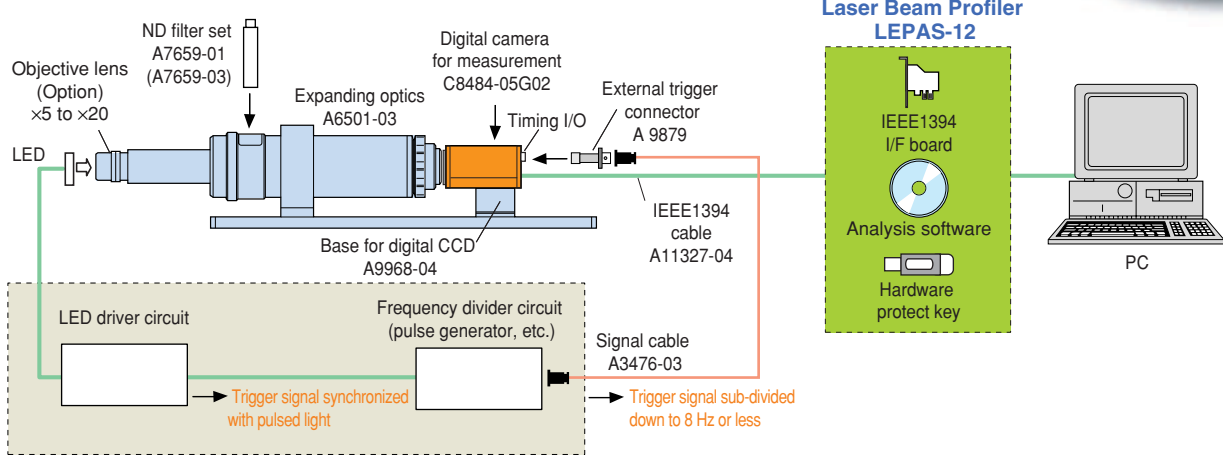 Laser Beam Profiler
LEPAS-12
ND filter set
A7659-01
(A7659-03)
Objective lens
(Option)
×5 to ×20
LED
Expanding optics
A6501-03
Digital camera
for measurement
C8484-05G02
Timing I/O
External trigger
connector
A 9879
IEEE1394
I/F board
Analysis software
Hardware
protect key
PC
IEEE1394
cable
A11327-04
Base for digital CCD
A9968-04
LED driver circuit
Frequency divider circuit
(pulse generator, etc.)
Signal cable
A3476-03
Trigger signal synchronized
with pulsed light
Trigger signal sub-divided
down to 8 Hz or less